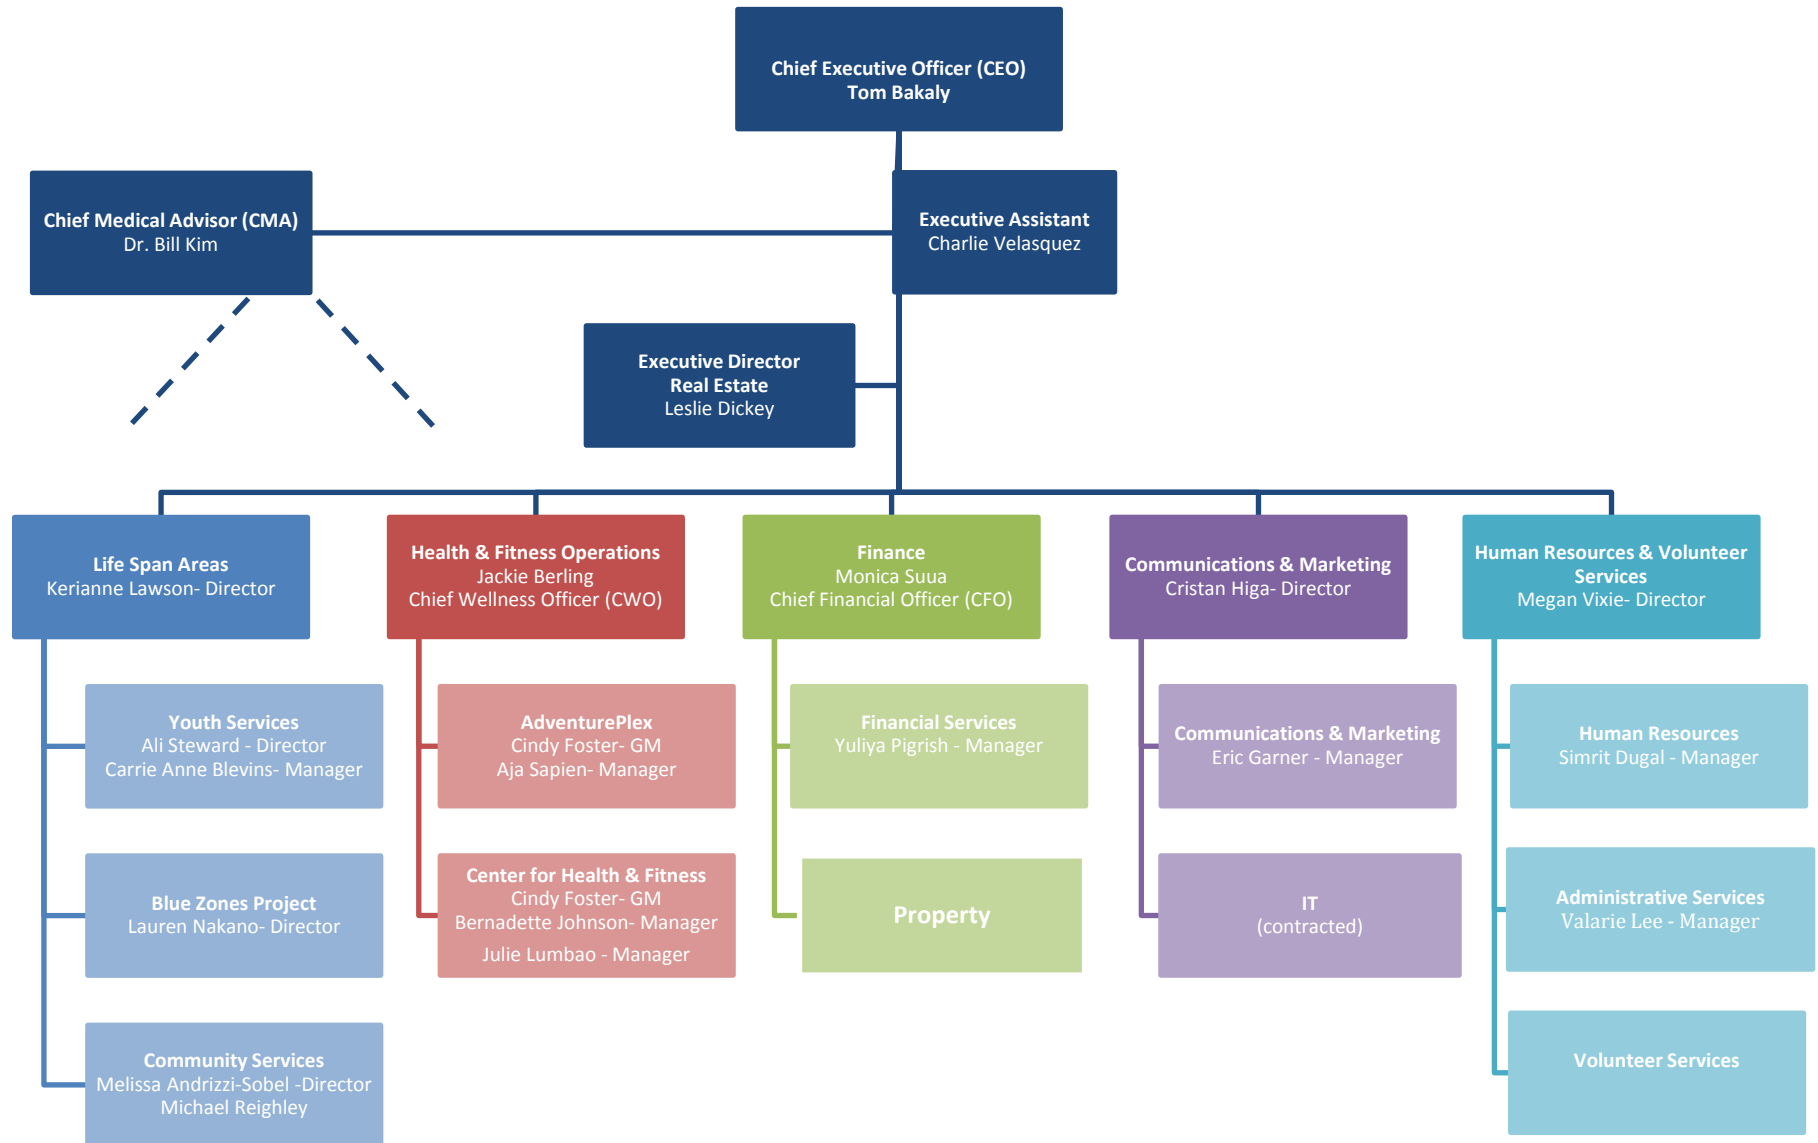 Chief Executive Officer (CEO)
Tom Bakaly
Chief Medical Advisor (CMA)
Dr. Bill Kim
Executive Assistant
Charlie Velasquez
Executive Director
Real Estate
Leslie Dickey
Life Span Areas
Kerianne Lawson- Director
Health & Fitness Operations
Jackie Berling
Chief Wellness Officer (CWO)
Finance
Monica Suua
Chief Financial Officer (CFO)
Communications & Marketing
Cristan Higa- Director
Human Resources & Volunteer
Services
Megan Vixie- Director
Youth Services
Ali Steward - Director
Carrie Anne Blevins- Manager
AdventurePlex
Cindy Foster- GM
Aja Sapien- Manager
Financial Services
Yuliya Pigrish - Manager
Communications & Marketing
Eric Garner - Manager
Human Resources
Simrit Dugal - Manager
Blue Zones Project
Lauren Nakano- Director
Center for Health & Fitness
Cindy Foster- GM
Bernadette Johnson- Manager
Julie Lumbao - Manager
Property
IT
(contracted)
Administrative Services
Valarie Lee - Manager
Community Services
Melissa Andrizzi-Sobel -Director
Michael Reighley
Volunteer Services